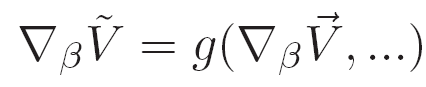 ∇_β Ṽ = g(∇_β V⃗, ...)